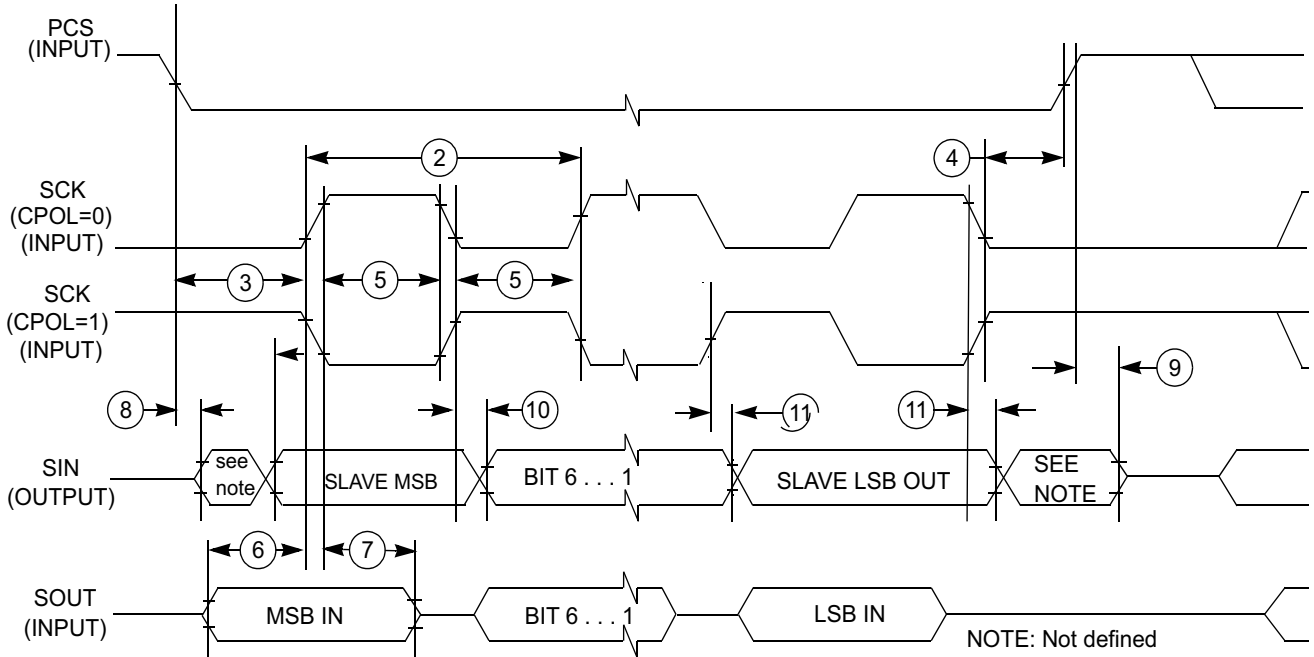 PCS
(INPUT)
2
4
SCK
(CPOL=0)
(INPUT)
3
5
5
SCK
(CPOL=1)
(INPUT)
8
10
11
11
9
SIN
(OUTPUT)
see
note
SLAVE MSB
BIT 6 . . . 1
SLAVE LSB OUT
SEE
NOTE
6
7
SOUT
(INPUT)
MSB IN
BIT 6 . . . 1
LSB IN
NOTE: Not defined